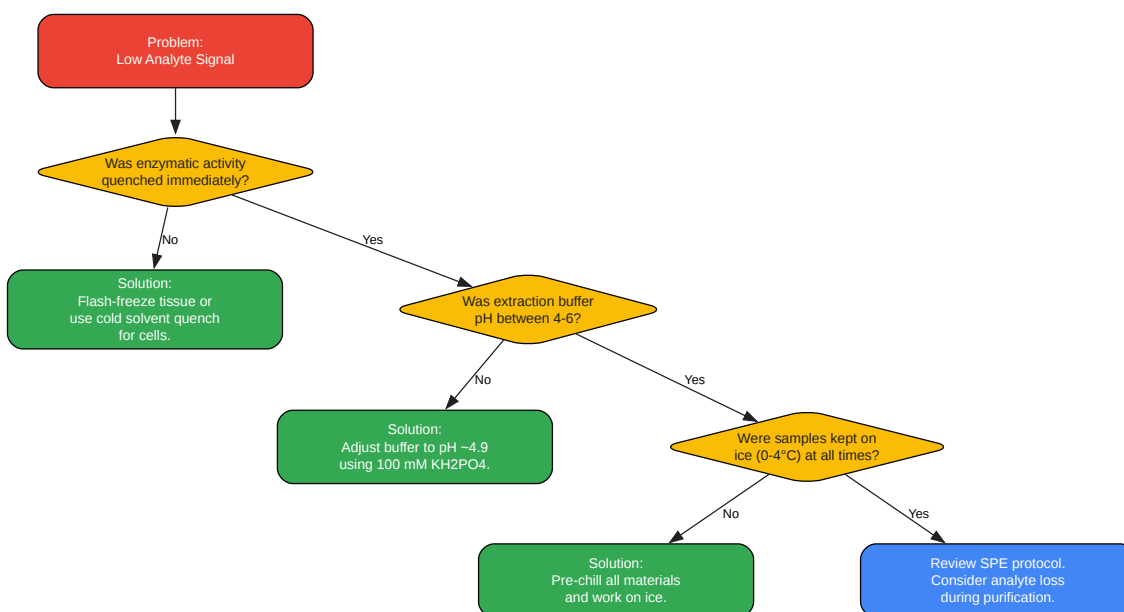 Problem:
Low Analyte Signal
Was enzymatic activity
quenched immediately?
No
Yes
Solution:
Flash-freeze tissue or
use cold solvent quench
for cells.
Was extraction buffer
pH between 4-6?
No
Yes
Solution:
Adjust buffer to pH ~4.9
using 100 mM KH2PO4.
Were samples kept on
ice (0-4°C) at all times?
No
Yes
Solution:
Pre-chill all materials
and work on ice.
Review SPE protocol.
Consider analyte loss
during purification.